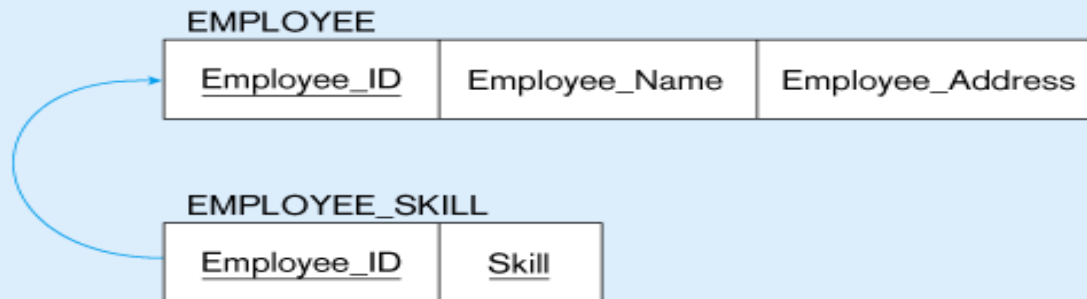 EMPLOYEE
Employee_ID Employee_Name Employee_Address
EMPLOYEE_SKILL
Employee_ID Skill